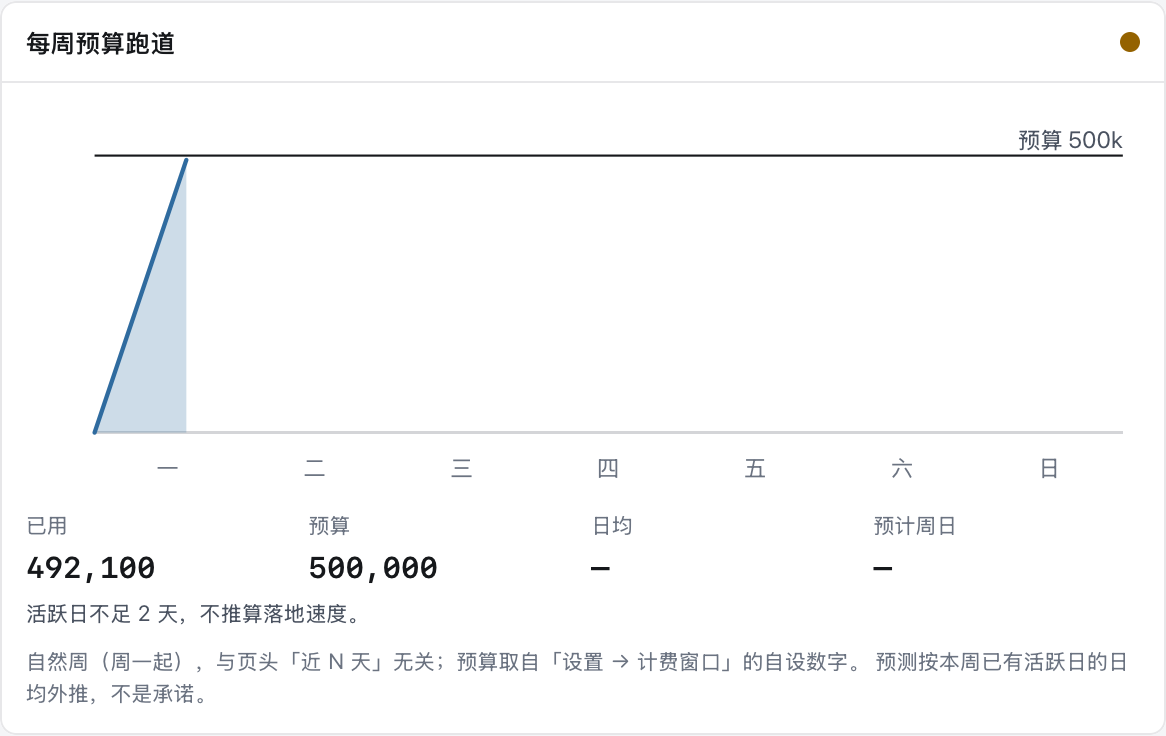 每周预算跑道
预算 500k
一 二 三 四 五 六 日
已用 预算 日均 预计周日
492,100 500,000 — —
活跃日不足 2 天，不推算落地速度。
自然周（周一起），与页头「近 N 天」无关；预算取自「设置 → 计费窗口」的自设数字。 预测按本周已有活跃日的日
均外推，不是承诺。